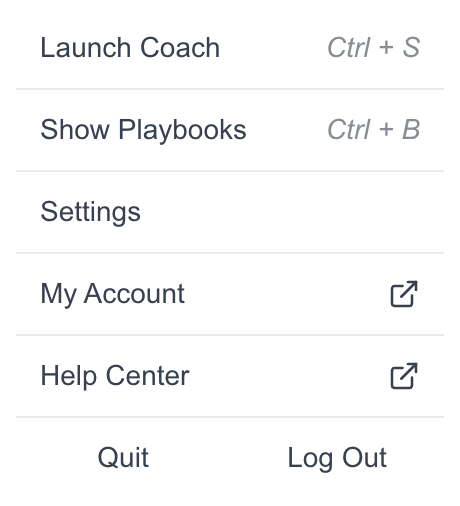 Launch Coach Ctrl + S
Show Playbooks Ctrl + B
Settings
My Account
Help Center
Quit Log Out